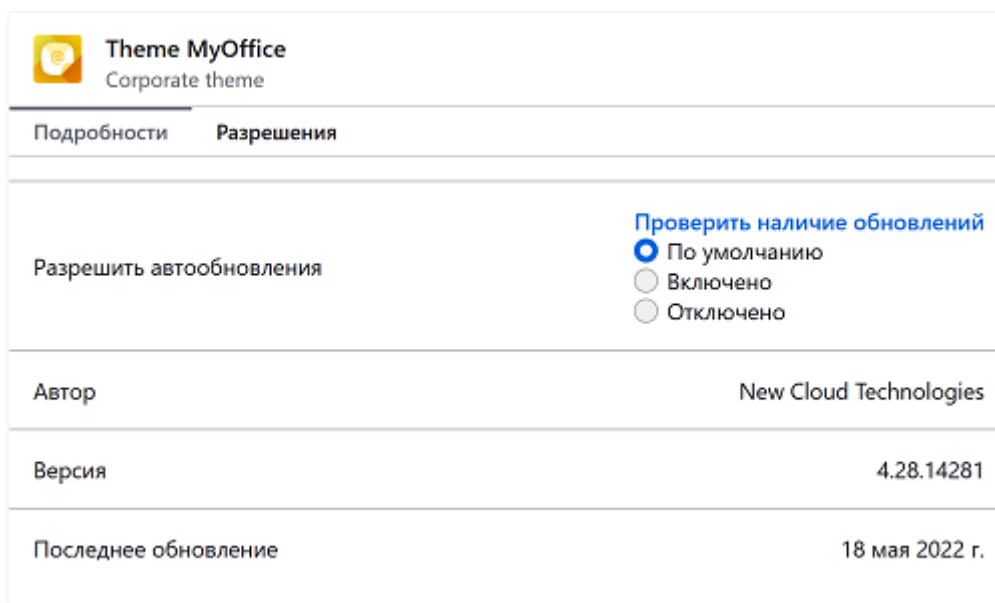 Theme MyOffice
Corporate theme
Подробности Разрешения
Проверить наличие обновлений
Разрешить автообновления
По умолчанию
Включено
Отключено
Автор New Cloud Technologies
Версия 4.28.14281
Последнее обновление 18 мая 2022 г.